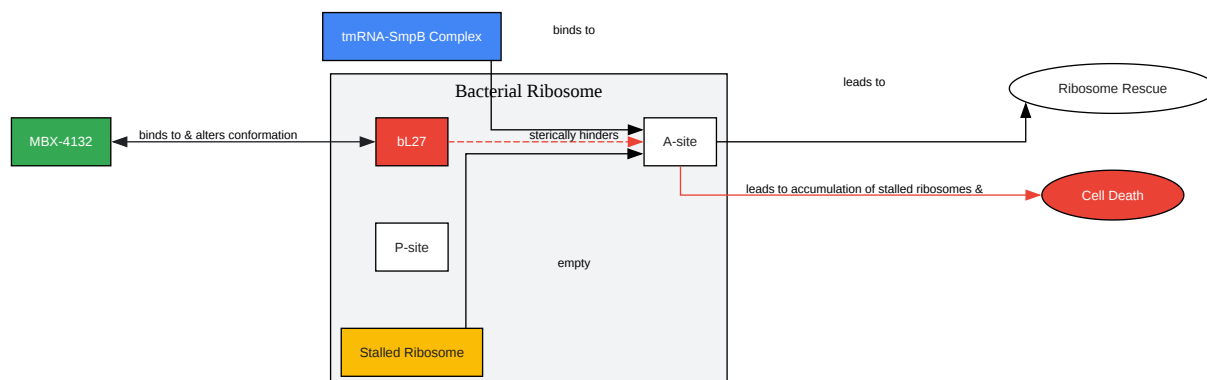 tmRNA-SmpB Complex
binds to
Bacterial Ribosome
leads to
Ribosome Rescue
MBX-4132
binds to & alters conformation
bL27
sterically hinders
A-site
leads to accumulation of stalled ribosomes &
Cell Death
P-site
empty
Stalled Ribosome